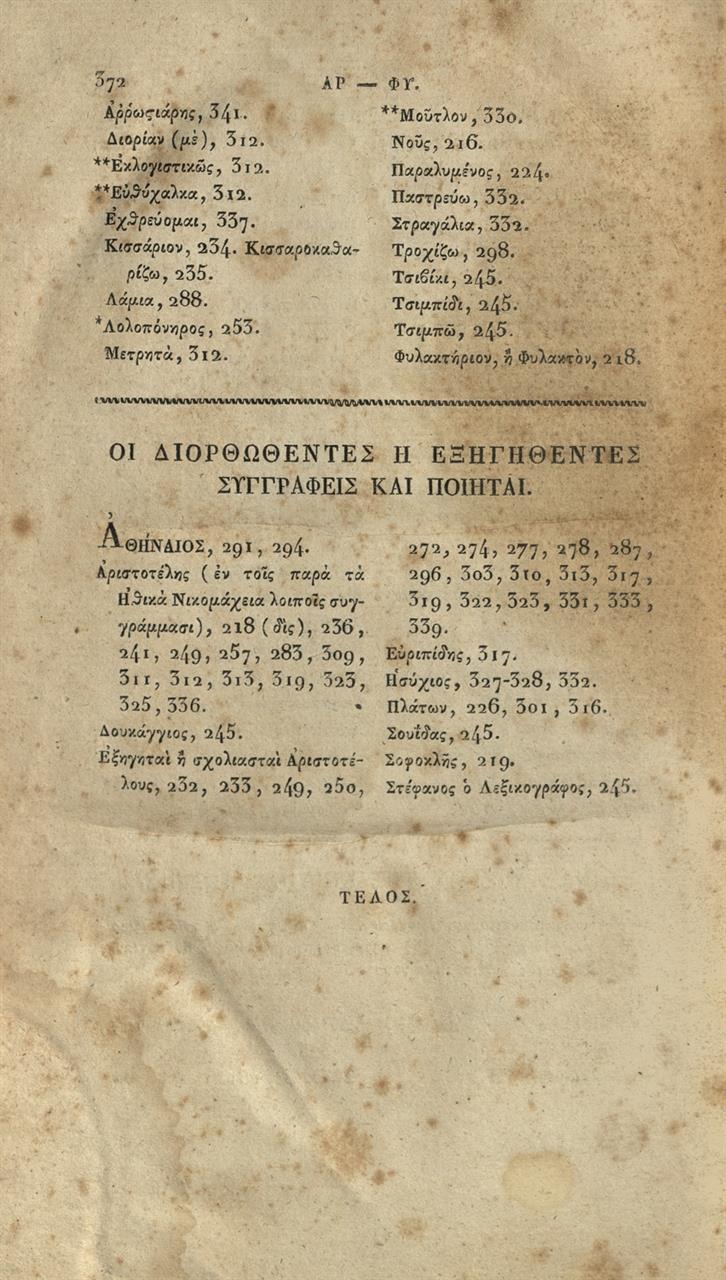 372 ΑΡ — ΦΥ.
Ἀῤῥωςιάρης, 341.
Διορίαν (μὲ), 312.
**Ἐκλογιστικῶς, 312.
**Εὐθύχαλκα, 312.
Ἐχθρεύομαι, 337.
Κισσάριον, 234. Κισσαροκαθα-
ρίζω, 235.
Λάμια, 288.
*Λολοπόνηρος, 253.
Μετρητὰ, 312.
**Μοῦτλον, 330.
Νοῦς, 216.
Παραλυμένος, 224.
Παστρεύω, 332.
Στραγάλια, 332.
Τροχίζω, 298.
Τσιβίκι, 245.
Τσιμπίδι, 245.
Τσιμπῶ, 245.
Φυλακτήριον, ἢ Φυλακτὸν, 218.
ΟΙ ΔΙΟΡΘΩΘΕΝΤΕΣ Η ΕΞΗΓΗΘΕΝΤΕΣ
ΣΥΓΓΡΑΦΕΙΣ ΚΑΙ ΠΟΙΗΤΑΙ.
ἈΘΗΝΑΙΟΣ, 291, 294.
Ἀριστοτέλης (ἐν τοῖς παρὰ τὰ
Ἠθικὰ Νικομάχεια λοιποῖς συγ-
γράμμασι), 218 (δὶς), 236,
241, 249, 257, 283, 309,
311, 312, 313, 319, 323,
325, 336.
Δουκάγγιος, 245.
Ἐξηγηταὶ ἢ σχολιασταὶ Ἀριστοτέ-
λους, 232, 233, 249, 250,
272, 274, 277, 278, 287,
296, 303, 310, 313, 317,
319, 322, 323, 331, 333,
339.
Εὐριπίδης, 317.
Ἡσύχιος, 327-328, 332.
Πλάτων, 226, 301, 316.
Σουΐδας, 245.
Σοφοκλῆς, 219.
Στέφανος ὁ Λεξικογράφος, 245.
ΤΕΛΟΣ.